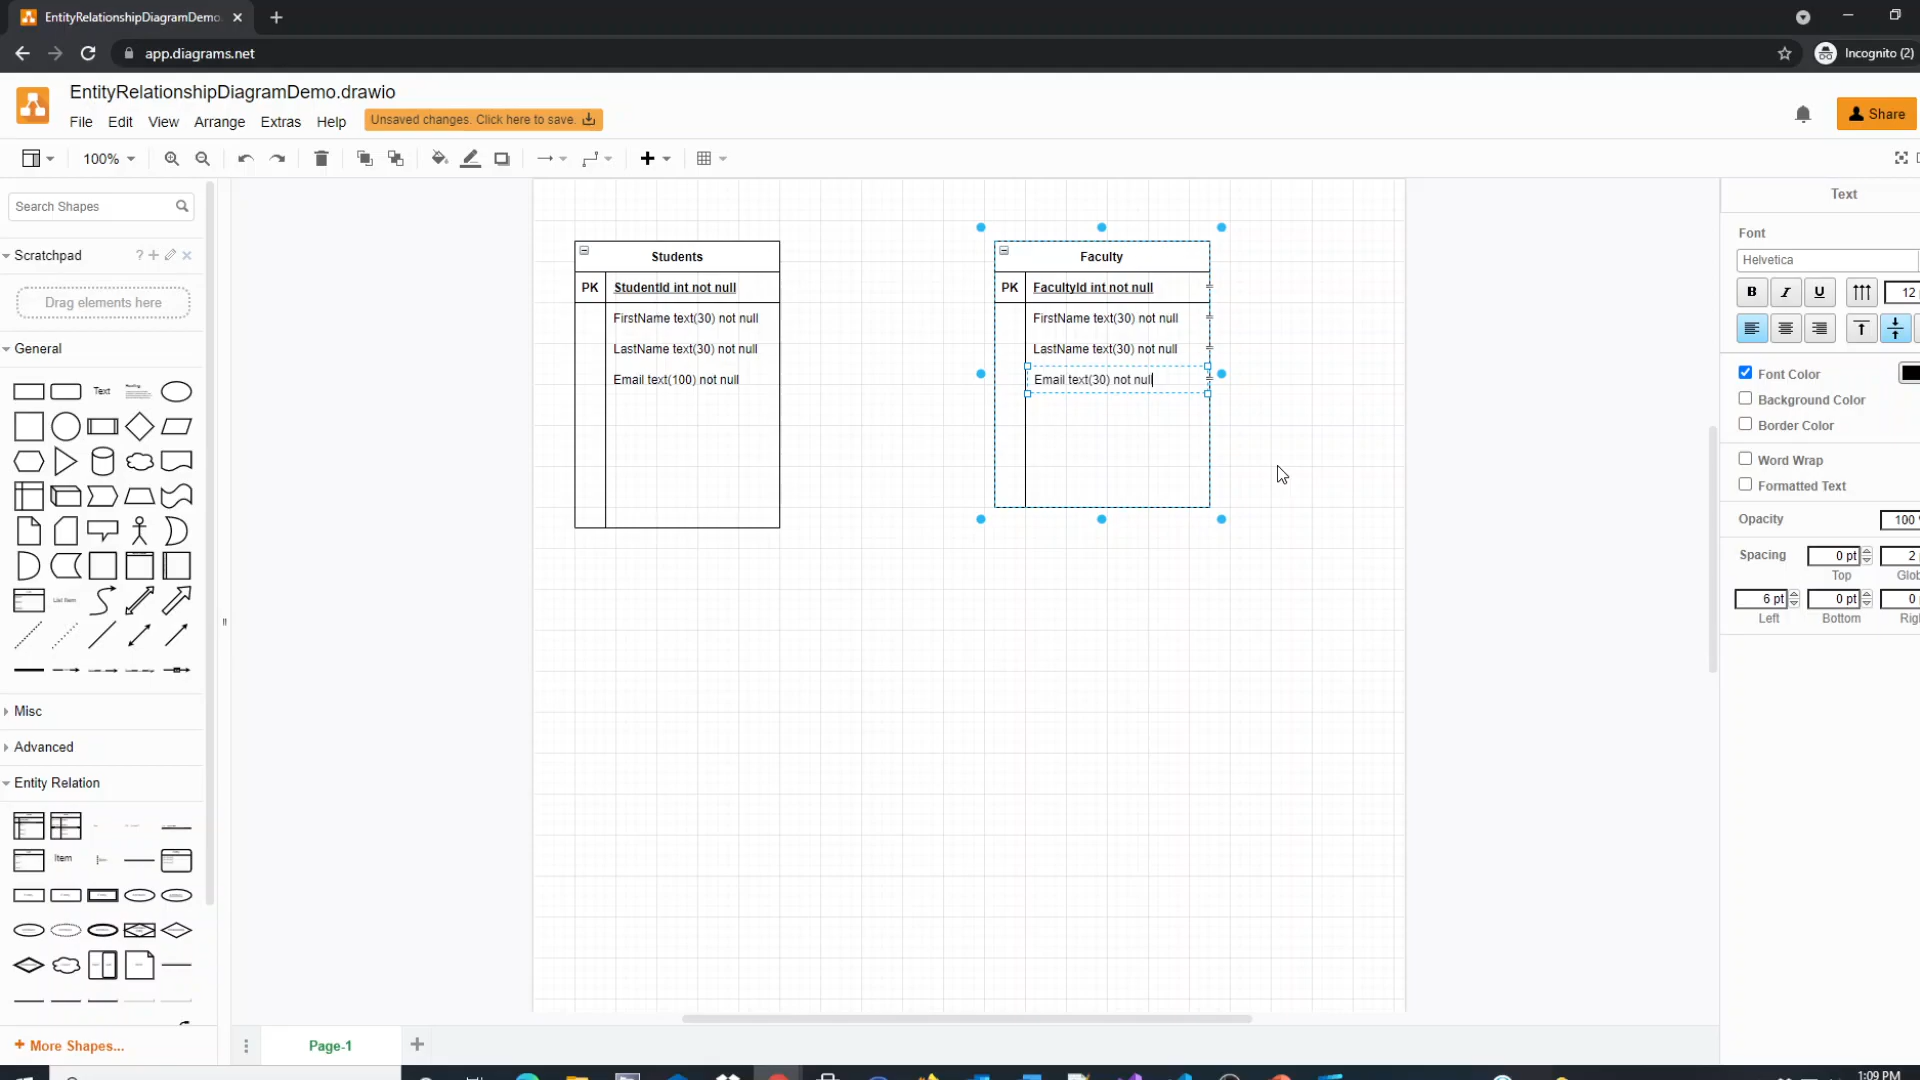 EntityRelationshipDiagramDemo.
app.diagrams.net
Incognito (2)
EntityRelationshipDiagramDemo.drawio
File Edit View Arrange Extras Help
Unsaved changes. Click here to save.
Share
100%
Search Shapes
Scratchpad
?
Drag elements here
General
Text
Heading
List Item
Misc
Advanced
Entity Relation
Item
+ More Shapes...
Students
PK StudentId int not null
FirstName text(30) not null
LastName text(30) not null
Email text(100) not null
Faculty
PK FacultyId int not null
FirstName text(30) not null
LastName text(30) not null
Email text(30) not null
Text
Font
Helvetica
B I U
12
Font Color
Background Color
Border Color
Word Wrap
Formatted Text
Opacity
100
Spacing
0 pt
2
Top
Glob
6 pt
0 pt
0
Left
Bottom
Rig
Page-1
1:09 PM